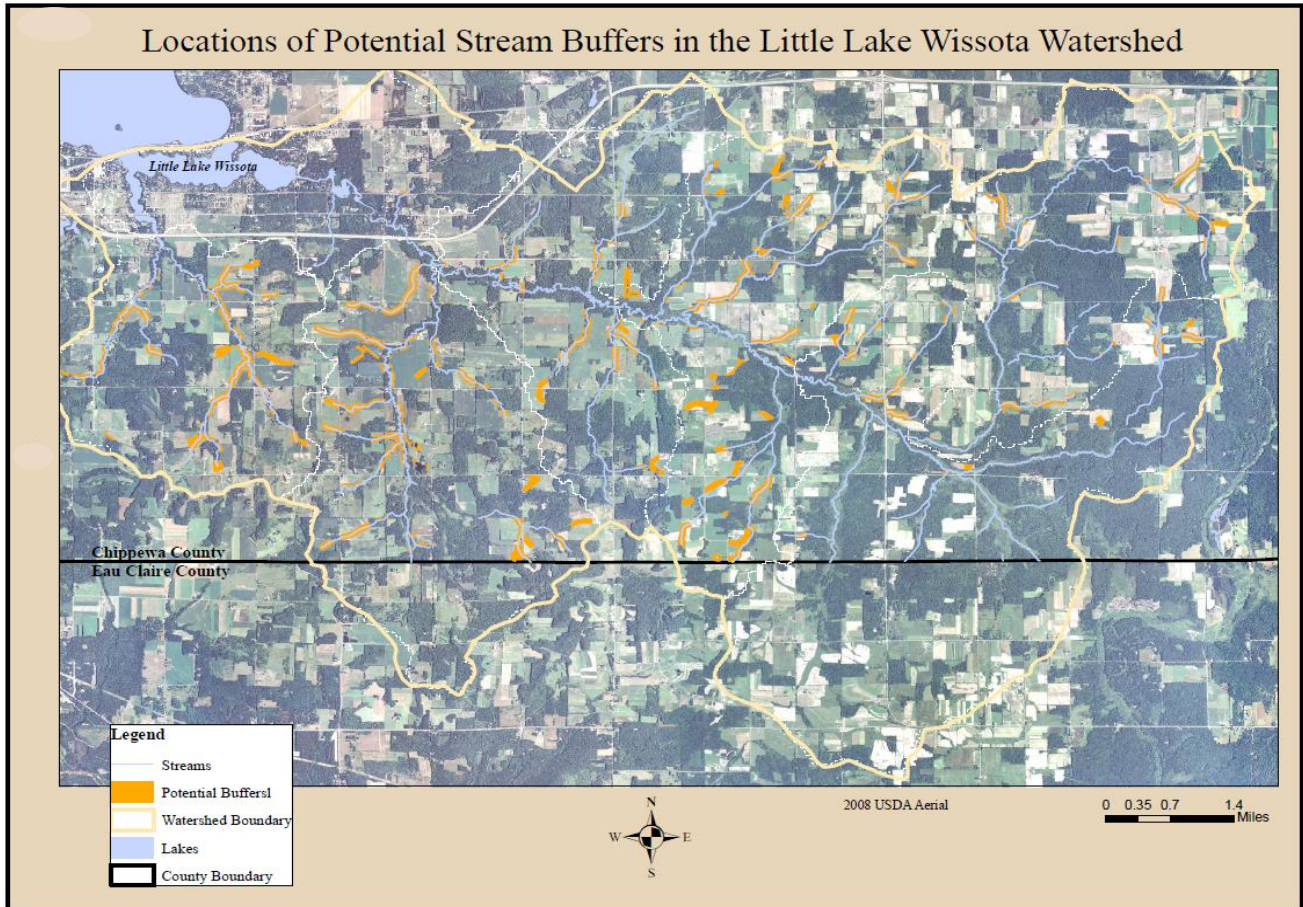 Locations of Potential Stream Buffers in the Little Lake Wissota Watershed
Little Lake Wissota
Chippewa County
Eau Claire County
Legend
Streams
Potential Buffersl
Watershed Boundary
Lakes
County Boundary
N
W E
S
2008 USDA Aerial
0 0.35 0.7 1.4
Miles